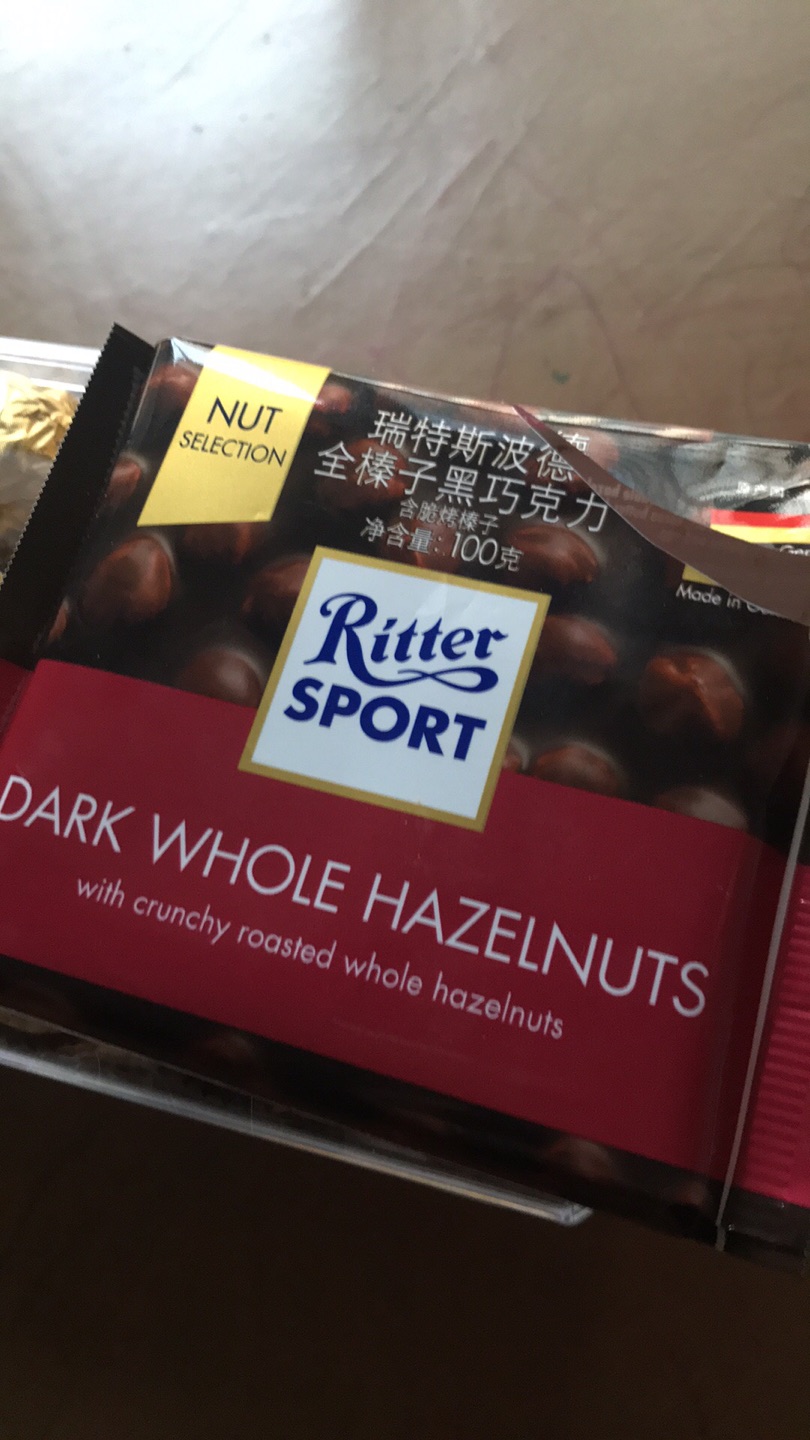 NUT
SELECTION
瑞特斯波德
全榛子黑巧克力
含脆烤榛子
净含量: 100克
Made in
Ritter
SPORT
DARK WHOLE HAZELNUTS
with crunchy roasted whole hazelnuts